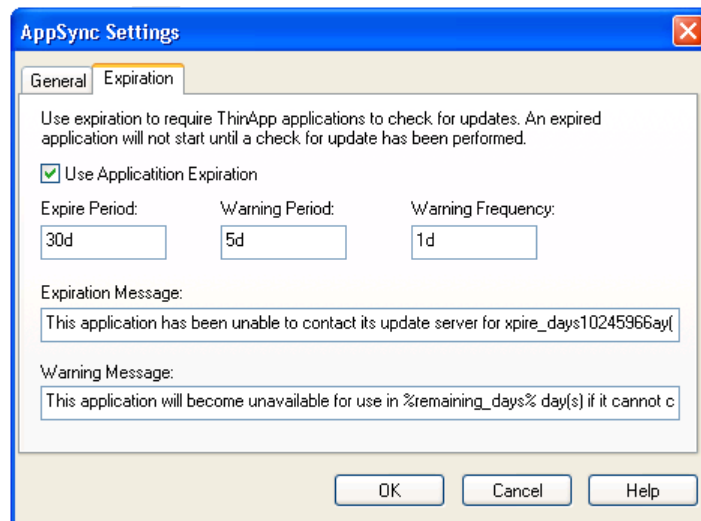 AppSync Settings
General Expiration
Use expiration to require ThinApp applications to check for updates. An expired
application will not start until a check for update has been performed.
Use Applicatition Expiration
Expire Period: Warning Period: Warning Frequency:
30d 5d 1d
Expiration Message:
This application has been unable to contact its update server for xpire_days10245966ay(
Warning Message:
This application will become unavailable for use in %remaining_days% day(s) if it cannot c
OK Cancel Help